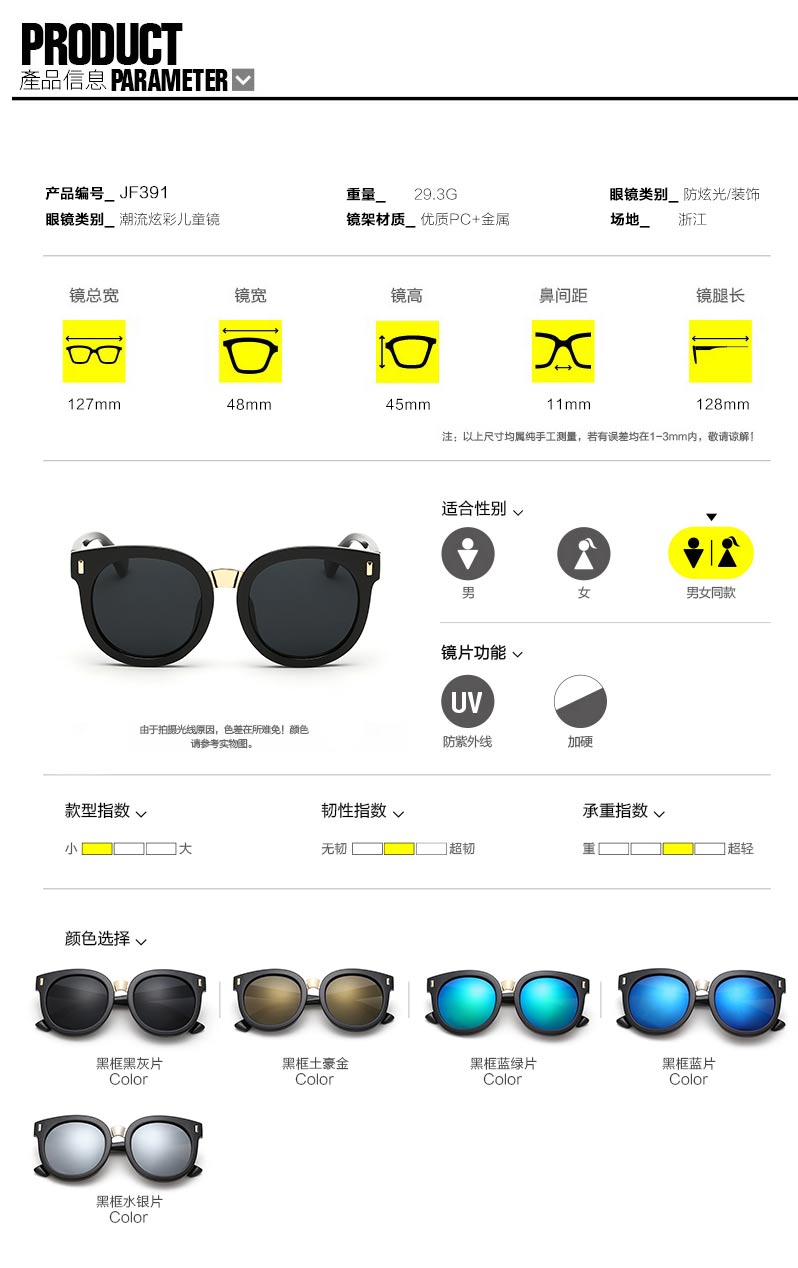 PRODUCT
產品信息 PARAMETER
产品编号_ JF391 重量_ 29.3G 眼镜类别_ 防炫光/装饰
眼镜类别_ 潮流炫彩儿童镜 镜架材质_ 优质PC+金属 场地_ 浙江
镜总宽 镜宽 镜高 鼻间距 镜腿长
127mm 48mm 45mm 11mm 128mm
注：以上尺寸均属纯手工测量，若有误差均在1-3mm内，敬请谅解！
适合性别
男 女 男女同款
镜片功能
UV
防紫外线 加硬
由于拍摄光线原因，色差在所难免！颜色
请参考实物图。
款型指数 韧性指数 承重指数
小 大 无韧 超韧 重 超轻
颜色选择
黑框黑灰片 黑框土豪金 黑框蓝绿片 黑框蓝片
Color Color Color Color
黑框水银片
Color